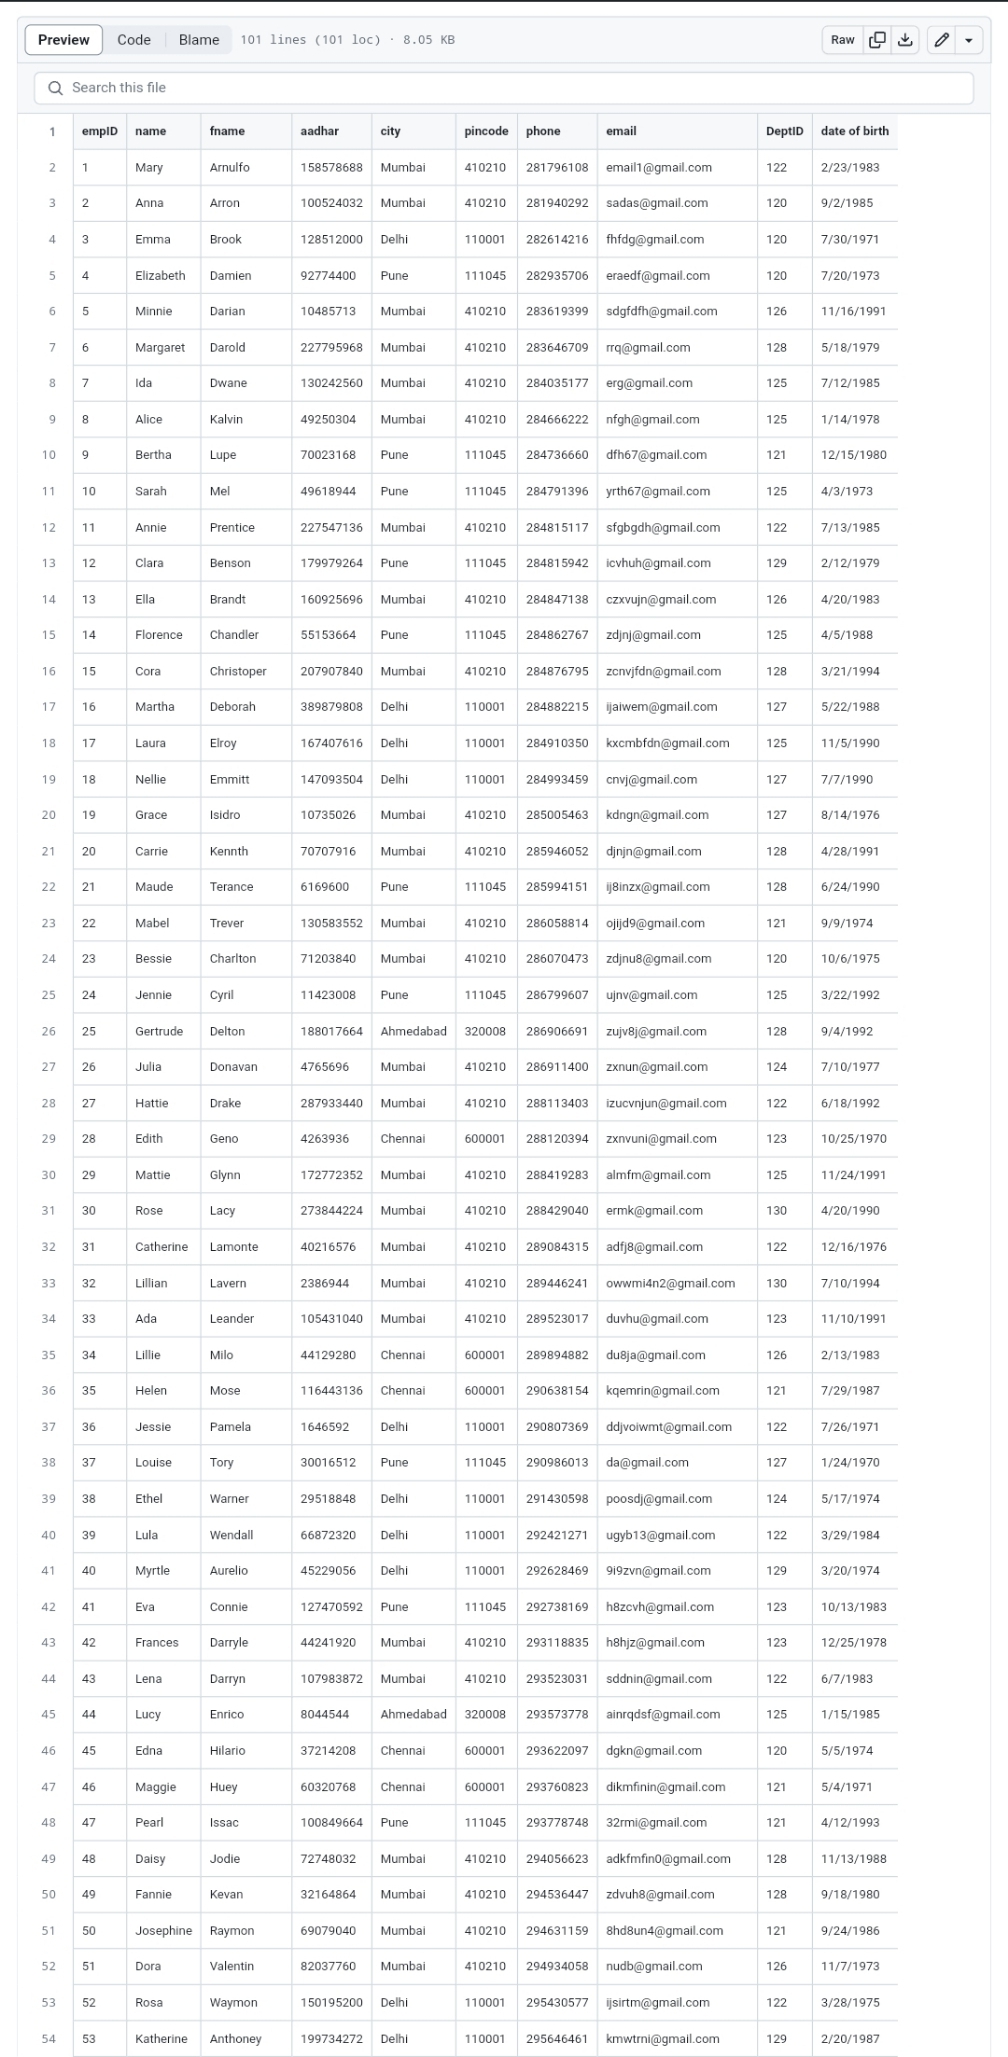 Preview Code Blame 101 lines (101 loc) · 8.05 KB Raw
Search this file
1 empID name fname aadhar city pincode phone email DeptID date of birth
2 1 Mary Arnulfo 158578688 Mumbai 410210 281796108 email1@gmail.com 122 2/23/1983
3 2 Anna Arron 100524032 Mumbai 410210 281940292 sadas@gmail.com 120 9/2/1985
4 3 Emma Brook 128512000 Delhi 110001 282614216 fhfdg@gmail.com 120 7/30/1971
5 4 Elizabeth Damien 92774400 Pune 111045 282935706 eraedf@gmail.com 120 7/20/1973
6 5 Minnie Darian 10485713 Mumbai 410210 283619399 sdgfdfh@gmail.com 126 11/16/1991
7 6 Margaret Darold 227795968 Mumbai 410210 283646709 rrq@gmail.com 128 5/18/1979
8 7 Ida Dwane 130242560 Mumbai 410210 284035177 erg@gmail.com 125 7/12/1985
9 8 Alice Kalvin 49250304 Mumbai 410210 284666222 nfgh@gmail.com 125 1/14/1978
10 9 Bertha Lupe 70023168 Pune 111045 284736660 dfh67@gmail.com 121 12/15/1980
11 10 Sarah Mel 49618944 Pune 111045 284791396 yrth67@gmail.com 125 4/3/1973
12 11 Annie Prentice 227547136 Mumbai 410210 284815117 sfgbgdh@gmail.com 122 7/13/1985
13 12 Clara Benson 179979264 Pune 111045 284815942 icvhuh@gmail.com 129 2/12/1979
14 13 Ella Brandt 160925696 Mumbai 410210 284847138 czxvujn@gmail.com 126 4/20/1983
15 14 Florence Chandler 55153664 Pune 111045 284862767 zdjnj@gmail.com 125 4/5/1988
16 15 Cora Christoper 207907840 Mumbai 410210 284876795 zcnvjfdn@gmail.com 128 3/21/1994
17 16 Martha Deborah 389879808 Delhi 110001 284882215 ijaiwem@gmail.com 127 5/22/1988
18 17 Laura Elroy 167407616 Delhi 110001 284910350 kxcmbfdn@gmail.com 125 11/5/1990
19 18 Nellie Emmitt 147093504 Delhi 110001 284993459 cnvj@gmail.com 127 7/7/1990
20 19 Grace Isidro 10735026 Mumbai 410210 285005463 kdngn@gmail.com 127 8/14/1976
21 20 Carrie Kennth 70707916 Mumbai 410210 285946052 djnjn@gmail.com 128 4/28/1991
22 21 Maude Terance 6169600 Pune 111045 285994151 ij8inzx@gmail.com 128 6/24/1990
23 22 Mabel Trever 130583552 Mumbai 410210 286058814 ojijd9@gmail.com 121 9/9/1974
24 23 Bessie Charlton 71203840 Mumbai 410210 286070473 zdjnu8@gmail.com 120 10/6/1975
25 24 Jennie Cyril 11423008 Pune 111045 286799607 ujnv@gmail.com 125 3/22/1992
26 25 Gertrude Delton 188017664 Ahmedabad 320008 286906691 zujv8j@gmail.com 128 9/4/1992
27 26 Julia Donavan 4765696 Mumbai 410210 286911400 zxnun@gmail.com 124 7/10/1977
28 27 Hattie Drake 287933440 Mumbai 410210 288113403 izucvnjun@gmail.com 122 6/18/1992
29 28 Edith Geno 4263936 Chennai 600001 288120394 zxnvuni@gmail.com 123 10/25/1970
30 29 Mattie Glynn 172772352 Mumbai 410210 288419283 almfm@gmail.com 125 11/24/1991
31 30 Rose Lacy 273844224 Mumbai 410210 288429040 ermk@gmail.com 130 4/20/1990
32 31 Catherine Lamonte 40216576 Mumbai 410210 289084315 adfj8@gmail.com 122 12/16/1976
33 32 Lillian Lavern 2386944 Mumbai 410210 289446241 owwmi4n2@gmail.com 130 7/10/1994
34 33 Ada Leander 105431040 Mumbai 410210 289523017 duvhu@gmail.com 123 11/10/1991
35 34 Lillie Milo 44129280 Chennai 600001 289894882 du8ja@gmail.com 126 2/13/1983
36 35 Helen Mose 116443136 Chennai 600001 290638154 kqemrin@gmail.com 121 7/29/1987
37 36 Jessie Pamela 1646592 Delhi 110001 290807369 ddjvoiwmt@gmail.com 122 7/26/1971
38 37 Louise Tory 30016512 Pune 111045 290986013 da@gmail.com 127 1/24/1970
39 38 Ethel Warner 29518848 Delhi 110001 291430598 poosdj@gmail.com 124 5/17/1974
40 39 Lula Wendall 66872320 Delhi 110001 292421271 ugyb13@gmail.com 122 3/29/1984
41 40 Myrtle Aurelio 45229056 Delhi 110001 292628469 9i9zvn@gmail.com 129 3/20/1974
42 41 Eva Connie 127470592 Pune 111045 292738169 h8zcvh@gmail.com 123 10/13/1983
43 42 Frances Darryle 44241920 Mumbai 410210 293118835 h8hjz@gmail.com 123 12/25/1978
44 43 Lena Darryn 107983872 Mumbai 410210 293523031 sddnin@gmail.com 122 6/7/1983
45 44 Lucy Enrico 8044544 Ahmedabad 320008 293573778 ainrqdsf@gmail.com 125 1/15/1985
46 45 Edna Hilario 37214208 Chennai 600001 293622097 dgkn@gmail.com 120 5/5/1974
47 46 Maggie Huey 60320768 Chennai 600001 293760823 dikmfinin@gmail.com 121 5/4/1971
48 47 Pearl Issac 100849664 Pune 111045 293778748 32rmi@gmail.com 121 4/12/1993
49 48 Daisy Jodie 72748032 Mumbai 410210 294056623 adkfmfin0@gmail.com 128 11/13/1988
50 49 Fannie Kevan 32164864 Mumbai 410210 294536447 zdvuh8@gmail.com 128 9/18/1980
51 50 Josephine Raymon 69079040 Mumbai 410210 294631159 8hd8un4@gmail.com 121 9/24/1986
52 51 Dora Valentin 82037760 Mumbai 410210 294934058 nudb@gmail.com 126 11/7/1973
53 52 Rosa Waymon 150195200 Delhi 110001 295430577 ijsirtm@gmail.com 122 3/28/1975
54 53 Katherine Anthoney 199734272 Delhi 110001 295646461 kmwtrni@gmail.com 129 2/20/1987